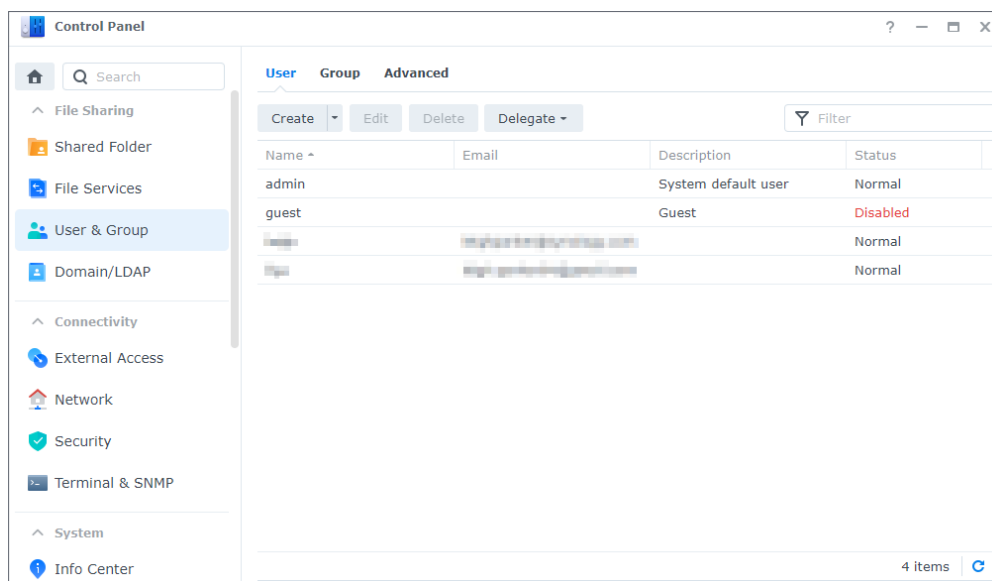 Control Panel
Search
File Sharing
Shared Folder
File Services
User & Group
Domain/LDAP
Connectivity
External Access
Network
Security
Terminal & SNMP
System
Info Center
User Group Advanced
Create Edit Delete Delegate
Filter
Name Email Description Status
admin System default user Normal
guest Guest Disabled
Normal
Normal
4 items